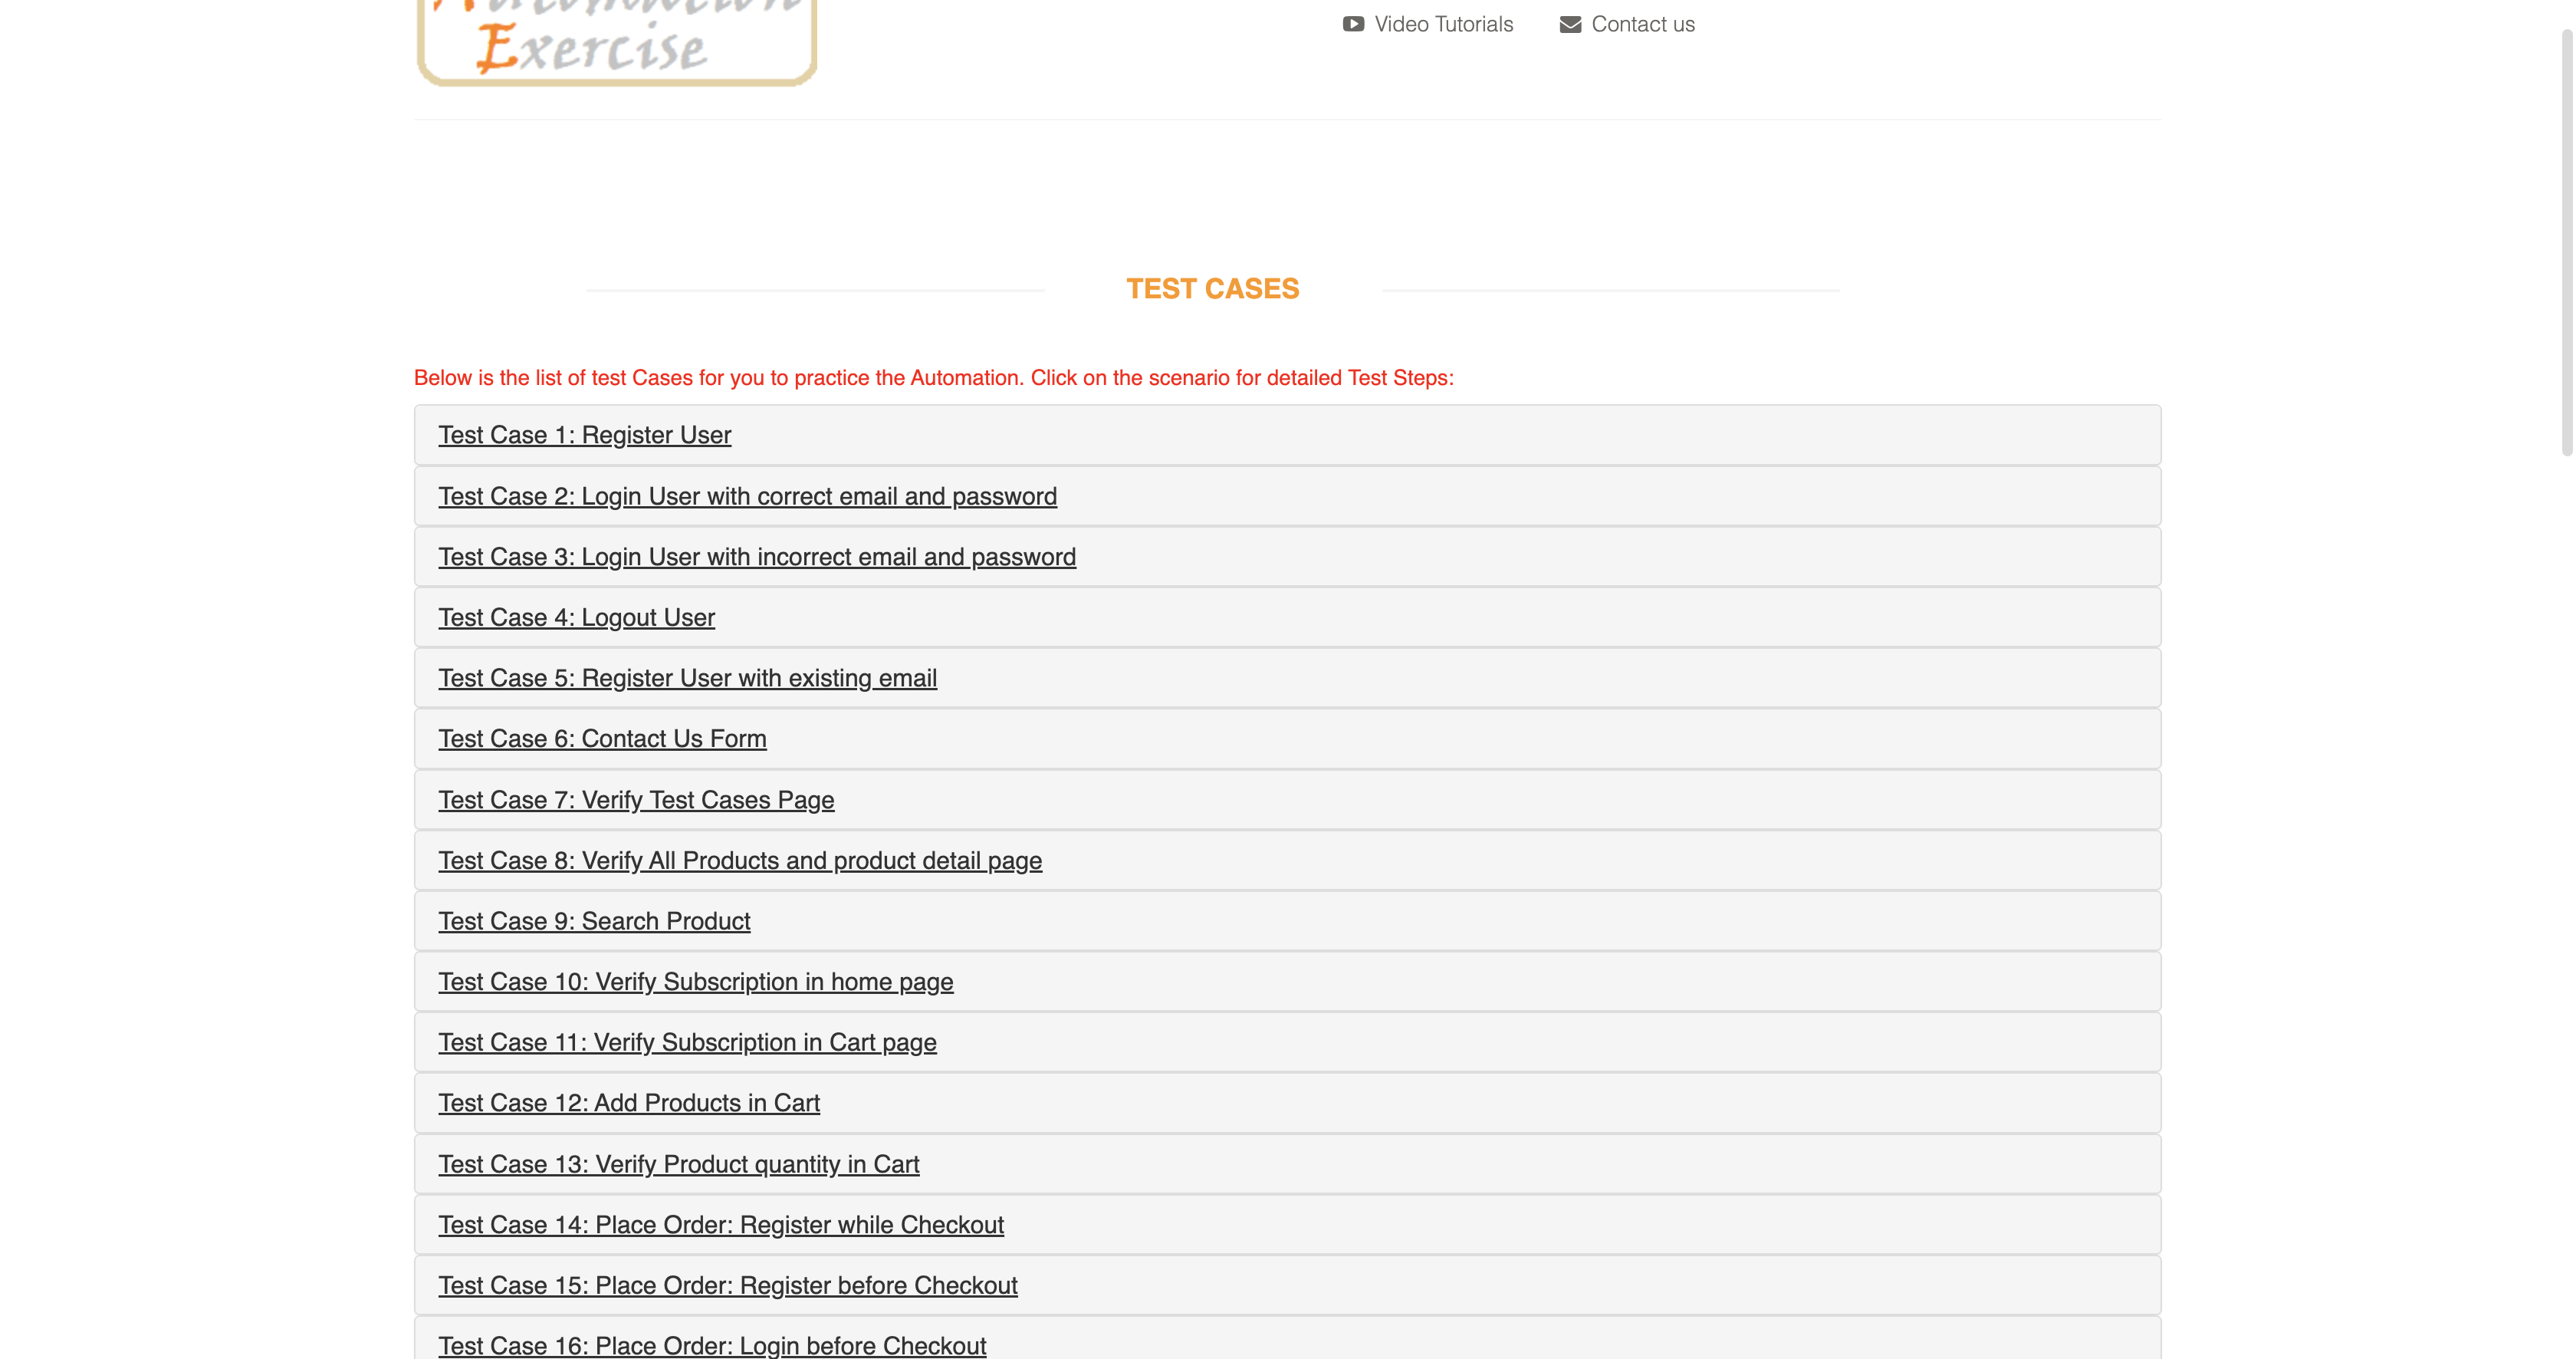 Automation
Exercise
Video Tutorials Contact us
TEST CASES
Below is the list of test Cases for you to practice the Automation. Click on the scenario for detailed Test Steps:
Test Case 1: Register User
Test Case 2: Login User with correct email and password
Test Case 3: Login User with incorrect email and password
Test Case 4: Logout User
Test Case 5: Register User with existing email
Test Case 6: Contact Us Form
Test Case 7: Verify Test Cases Page
Test Case 8: Verify All Products and product detail page
Test Case 9: Search Product
Test Case 10: Verify Subscription in home page
Test Case 11: Verify Subscription in Cart page
Test Case 12: Add Products in Cart
Test Case 13: Verify Product quantity in Cart
Test Case 14: Place Order: Register while Checkout
Test Case 15: Place Order: Register before Checkout
Test Case 16: Place Order: Login before Checkout